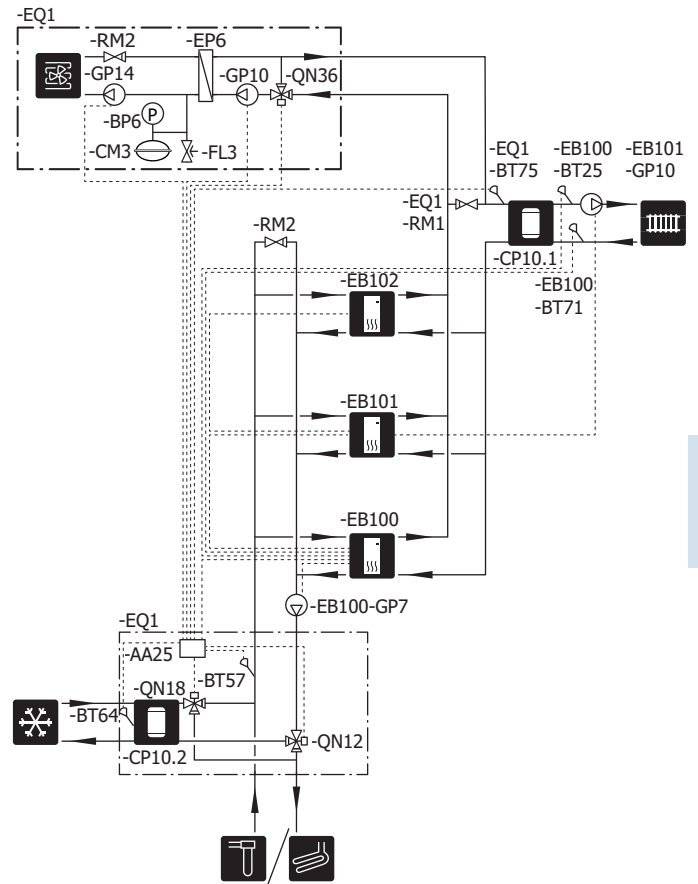 -EQ1
-RM2
-EP6
-GP14
-GP10
-QN36
-BP6
P
-CM3
-FL3
-EQ1
-BT75
-EB100
-BT25
-EB101
-GP10
-EQ1
-RM1
-RM2
-CP10.1
-EB100
-BT71
-EB102
-EB101
-EB100
-EB100-GP7
-EQ1
-AA25
-BT57
-QN18
-BT64
-QN12
-CP10.2